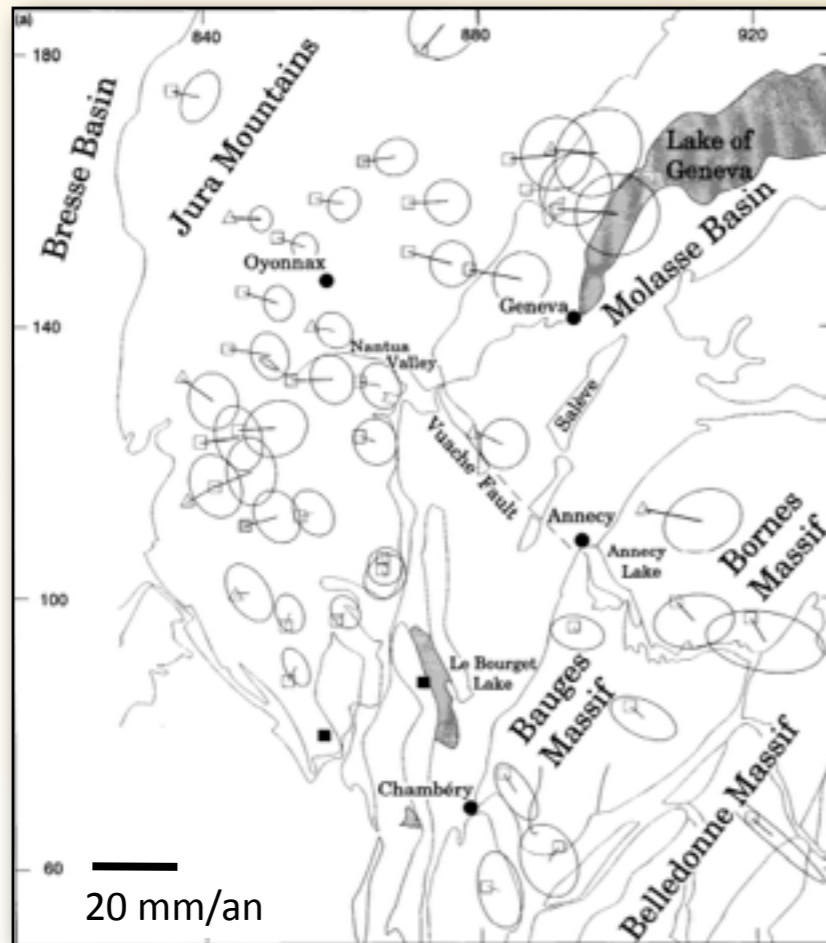 (a)
840
880
920
180
Bresse Basin
Jura Mountains
Lake of
Geneva
Molasse Basin
Oyonnax
Geneva
140
Nantua
Valley
Salève
Vuache Fault
Annecy
Annecy
Lake
Bornes
Massif
100
Le Bourget
Lake
Bauges
Massif
Chambéry
Belledonne Massif
60
20 mm/an